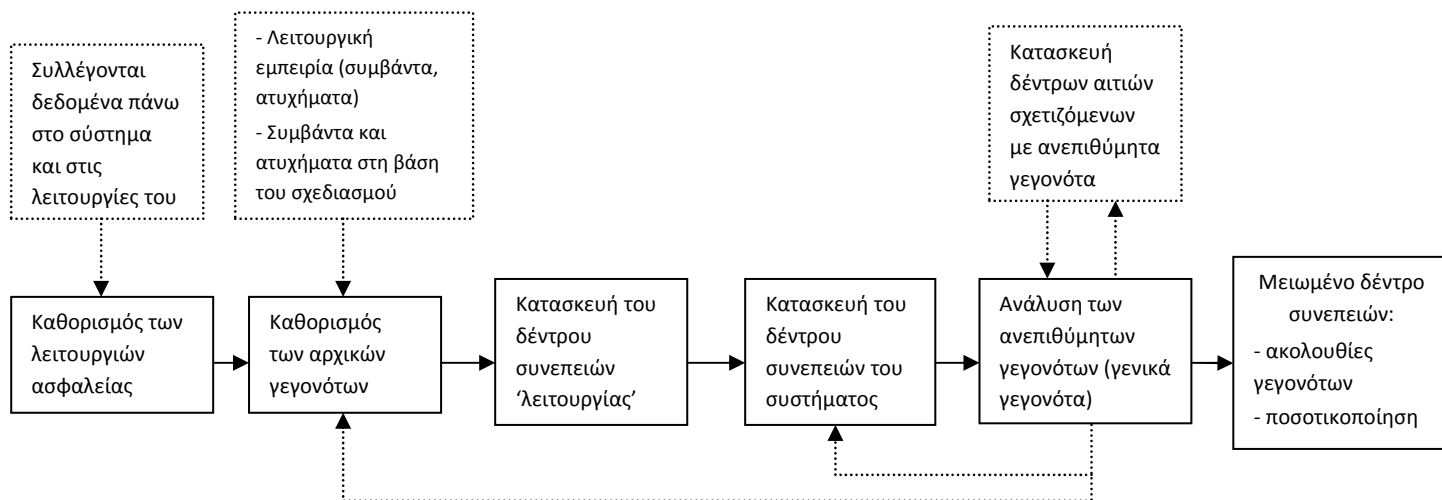 Συλλέγονται
δεδομένα πάνω
στο σύστημα
και στις
λειτουργίες του
- Λειτουργική
εμπειρία (συμβάντα,
ατυχήματα)
- Συμβάντα και
ατυχήματα στη βάση
του σχεδιασμού
Κατασκευή
δέντρων αιτιών
σχετιζόμενων
με ανεπιθύμητα
γεγονότα
Καθορισμός των
λειτουργιών
ασφαλείας
Καθορισμός
των αρχικών
γεγονότων
Κατασκευή του
δέντρου
συνεπειών
‘λειτουργίας’
Κατασκευή του
δέντρου
συνεπειών του
συστήματος
Ανάλυση των
ανεπιθύμητων
γεγονότων (γενικά
γεγονότα)
Μειωμένο δέντρο
συνεπειών:
- ακολουθίες
γεγονότων
- ποσοτικοποίηση